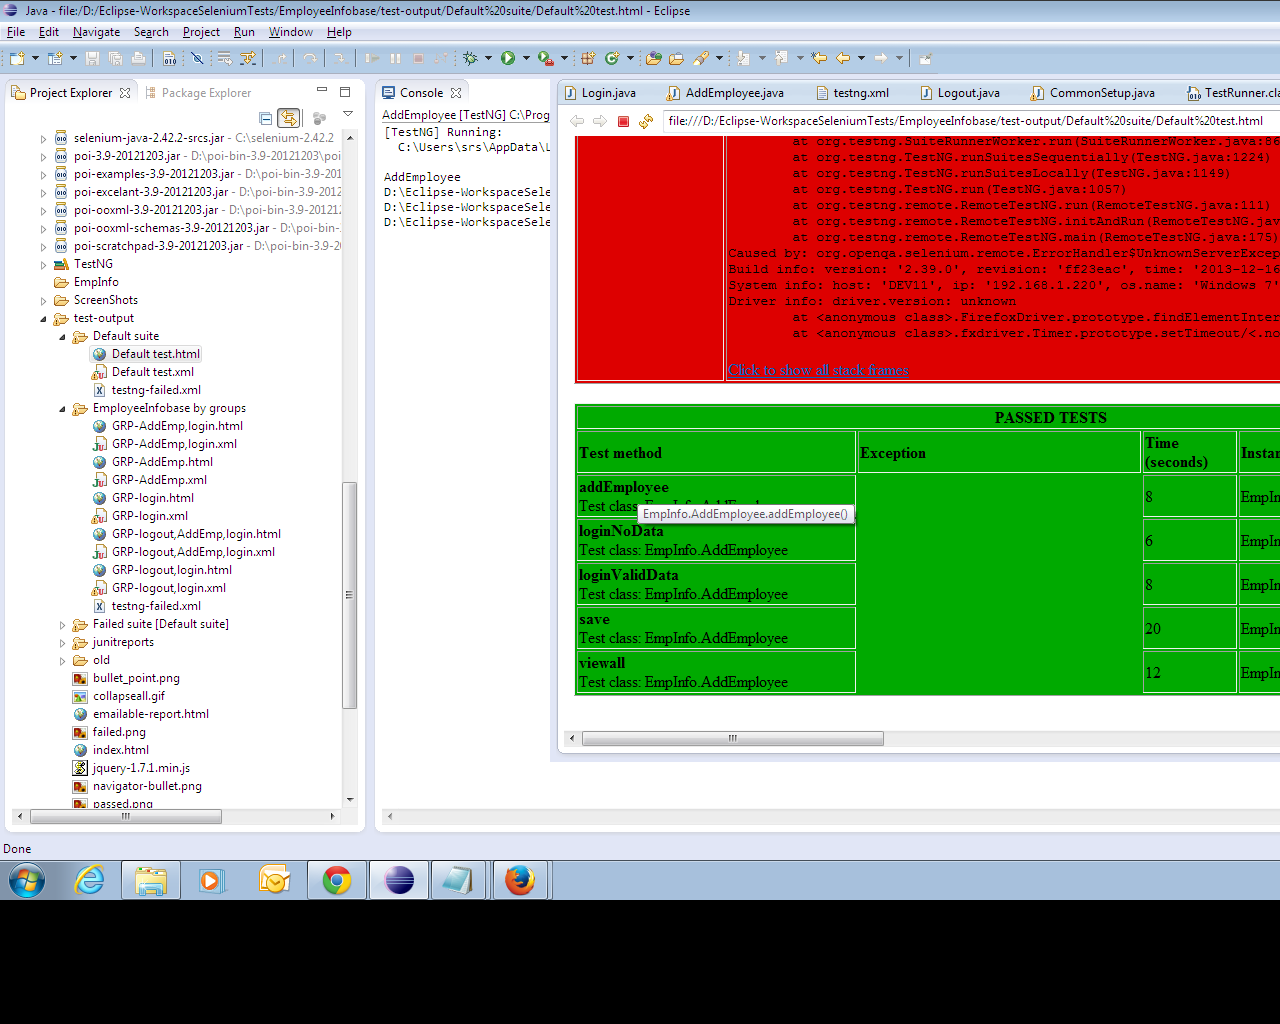 Java - file:/D:/Eclipse-WorkspaceSeleniumTests/EmployeeInfobase/test-output/Default%20suite/Default%20test.html - Eclipse
File Edit Navigate Search Project Run Window Help
Project Explorer Package Explorer
selenium-java-2.42.2-srcs.jar - C:\selenium-2.42.2
poi-3.9-20121203.jar - D:\poi-bin-3.9-20121203\poi
poi-examples-3.9-20121203.jar - D:\poi-bin-3.9-
poi-excelant-3.9-20121203.jar - D:\poi-bin-3.9-2
poi-ooxml-3.9-20121203.jar - D:\poi-bin-3.9-20121
poi-ooxml-schemas-3.9-20121203.jar - D:\poi-bin
poi-scratchpad-3.9-20121203.jar - D:\poi-bin-3.9-20
TestNG
EmpInfo
ScreenShots
test-output
Default suite
Default test.html
Default test.xml
testng-failed.xml
EmployeeInfobase by groups
GRP-AddEmp,login.html
GRP-AddEmp,login.xml
GRP-AddEmp.html
GRP-AddEmp.xml
GRP-login.html
GRP-login.xml
GRP-logout,AddEmp,login.html
GRP-logout,AddEmp,login.xml
GRP-logout,login.html
GRP-logout,login.xml
testng-failed.xml
Failed suite [Default suite]
junitreports
old
bullet_point.png
collapseall.gif
emailable-report.html
failed.png
index.html
jquery-1.7.1.min.js
navigator-bullet.png
passed.png
Console
AddEmployee [TestNG] C:\Prog
[TestNG] Running:
C:\Users\srs\AppData\L
AddEmployee
D:\Eclipse-WorkspaceSele
D:\Eclipse-WorkspaceSele
D:\Eclipse-WorkspaceSele
Login.java AddEmployee.java testng.xml Logout.java CommonSetup.java TestRunner.cla
file:///D:/Eclipse-WorkspaceSeleniumTests/EmployeeInfobase/test-output/Default%20suite/Default%20test.html
at org.testng.SuiteRunnerWorker.run(SuiteRunnerWorker.java:86
at org.testng.TestNG.runSuitesSequentially(TestNG.java:1224)
at org.testng.TestNG.runSuitesLocally(TestNG.java:1149)
at org.testng.TestNG.run(TestNG.java:1057)
at org.testng.remote.RemoteTestNG.run(RemoteTestNG.java:111)
at org.testng.remote.RemoteTestNG.initAndRun(RemoteTestNG.jav
at org.testng.remote.RemoteTestNG.main(RemoteTestNG.java:175)
Caused by: org.openqa.selenium.remote.ErrorHandler$UnknownServerExcep
Build info: version: '2.39.0', revision: 'ff23eac', time: '2013-12-16
System info: host: 'DEV11', ip: '192.168.1.220', os.name: 'Windows 7'
Driver info: driver.version: unknown
at <anonymous class>.FirefoxDriver.prototype.findElementInter
at <anonymous class>.fxdriver.Timer.prototype.setTimeout/<.no
Click to show all stack frames
PASSED TESTS
Test method Exception Time (seconds) Instan
addEmployee
Test class: EmpInfo.AddEmployee 8 EmpIn
EmpInfo.AddEmployee.addEmployee()
loginNoData
Test class: EmpInfo.AddEmployee 6 EmpIn
loginValidData
Test class: EmpInfo.AddEmployee 8 EmpIn
save
Test class: EmpInfo.AddEmployee 20 EmpIn
viewall
Test class: EmpInfo.AddEmployee 12 EmpIn
Done